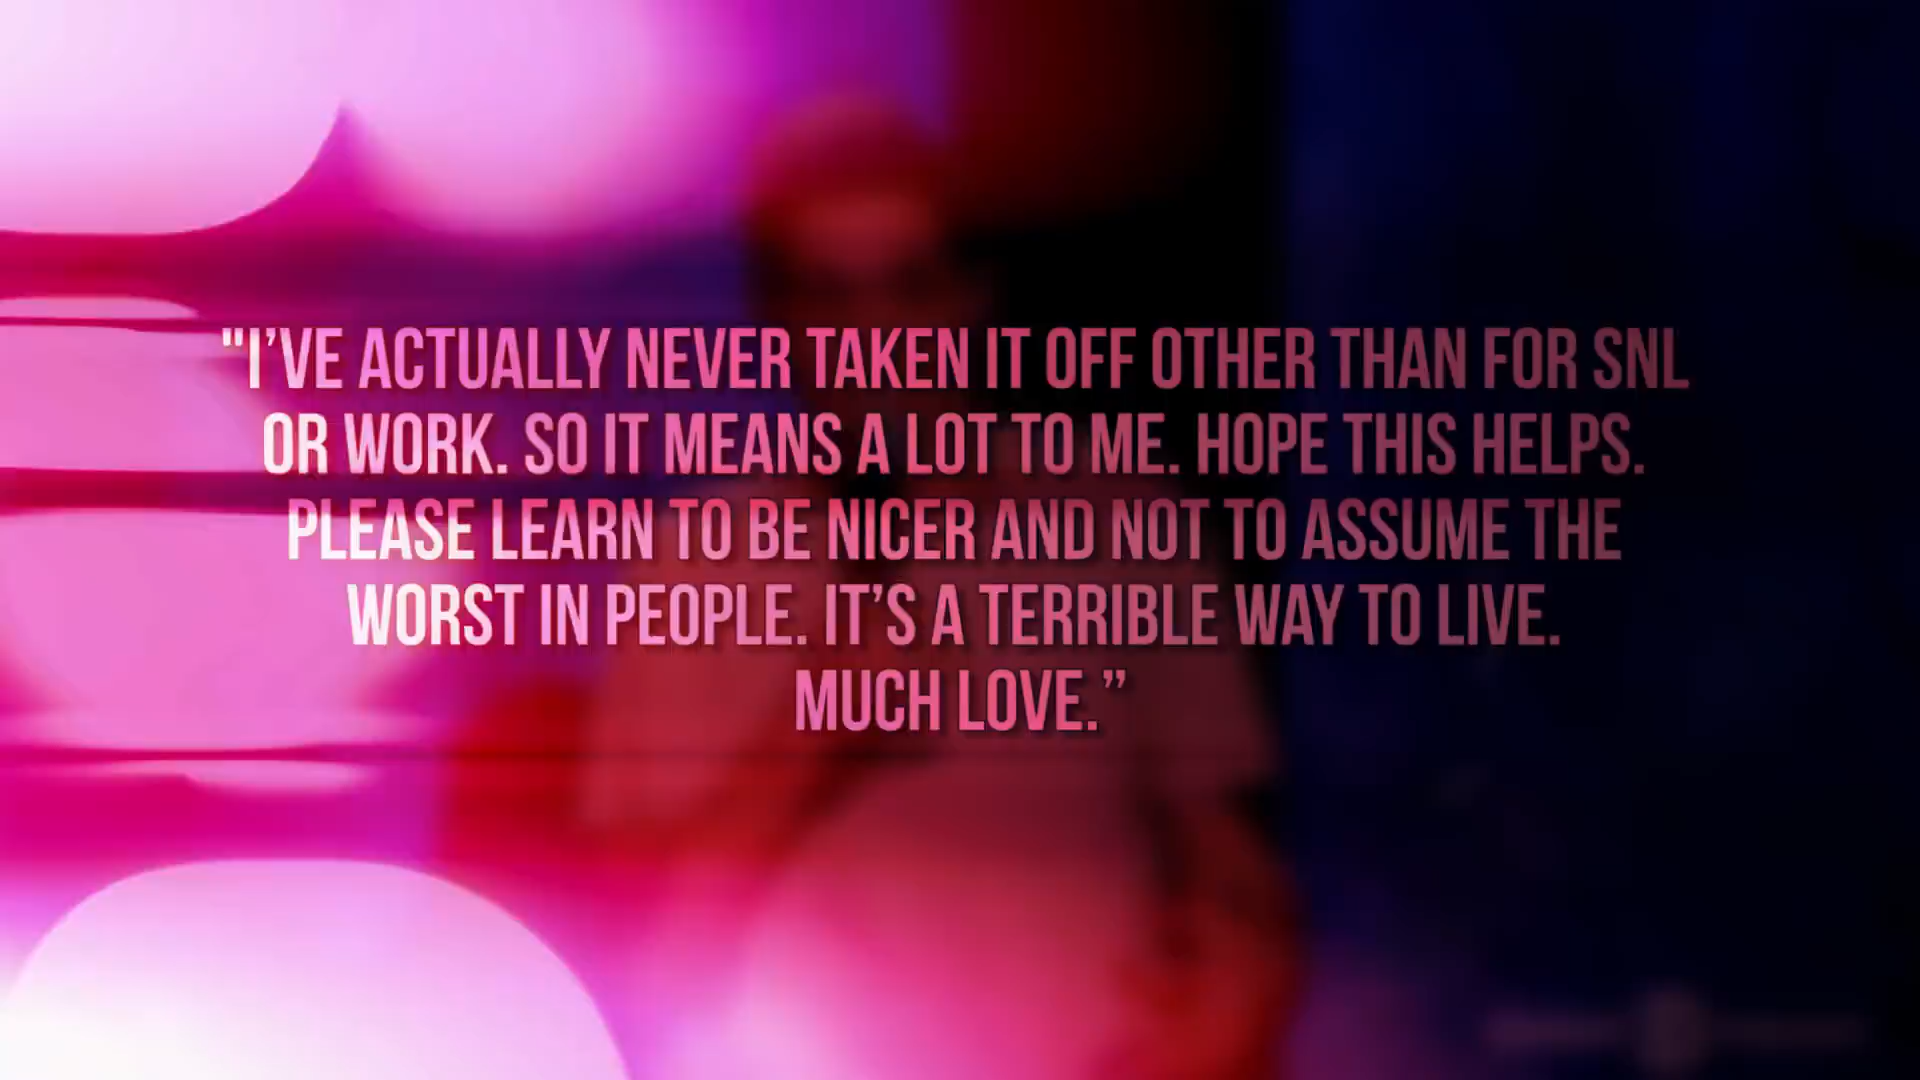 "I’VE ACTUALLY NEVER TAKEN IT OFF OTHER THAN FOR SNL
OR WORK. SO IT MEANS A LOT TO ME. HOPE THIS HELPS.
PLEASE LEARN TO BE NICER AND NOT TO ASSUME THE
WORST IN PEOPLE. IT’S A TERRIBLE WAY TO LIVE.
MUCH LOVE.”